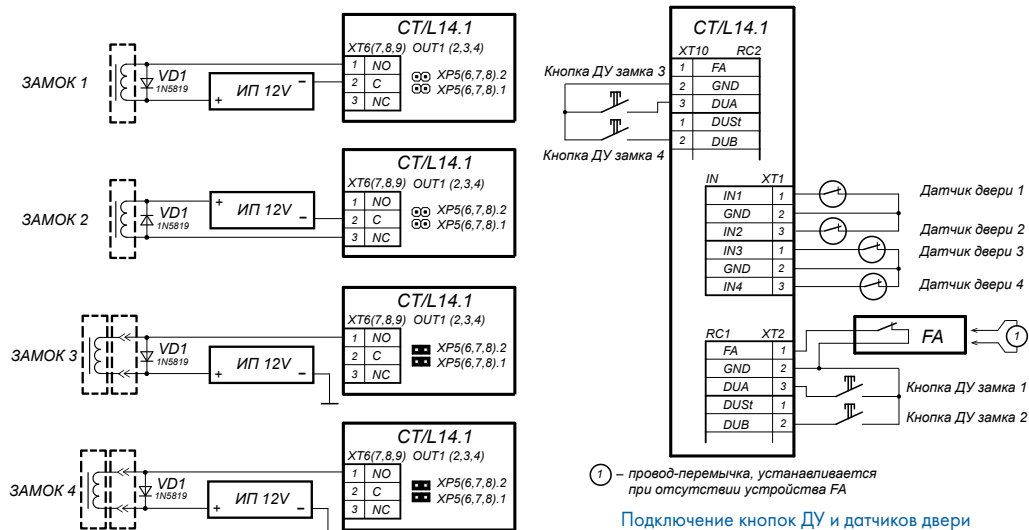 ЗАМОК 1
VD1
1N5819
+ ИП 12V –
CT/L14.1
XT6(7,8,9) OUT1 (2,3,4)
1 NO
2 C
3 NC
XP5(6,7,8).2
XP5(6,7,8).1
ЗАМОК 2
VD1
1N5819
+ ИП 12V –
CT/L14.1
XT6(7,8,9) OUT1 (2,3,4)
1 NO
2 C
3 NC
XP5(6,7,8).2
XP5(6,7,8).1
ЗАМОК 3
VD1
1N5819
+ ИП 12V –
CT/L14.1
XT6(7,8,9) OUT1 (2,3,4)
1 NO
2 C
3 NC
XP5(6,7,8).2
XP5(6,7,8).1
ЗАМОК 4
VD1
1N5819
+ ИП 12V –
CT/L14.1
XT6(7,8,9) OUT1 (2,3,4)
1 NO
2 C
3 NC
XP5(6,7,8).2
XP5(6,7,8).1
CT/L14.1
XT10 RC2
1 FA
2 GND
3 DUA
1 DUSt
2 DUB
Кнопка ДУ замка 3
Кнопка ДУ замка 4
IN XT1
IN1 1
GND 2
IN2 3
IN3 1
GND 2
IN4 3
Датчик двери 1
Датчик двери 2
Датчик двери 3
Датчик двери 4
RC1 XT2
FA 1
GND 2
DUA 3
DUSt 1
DUB 2
FA
1
Кнопка ДУ замка 1
Кнопка ДУ замка 2
1 – провод-перемычка, устанавливается
при отсутствии устройства FA
Подключение кнопок ДУ и датчиков двери